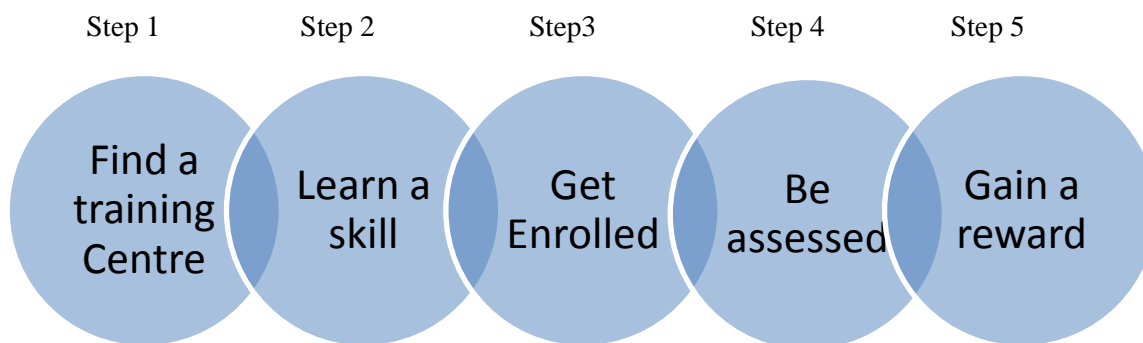 Step 1
Step 2
Step3
Step 4
Step 5
Find a
training
Centre
Learn a
skill
Get
Enrolled
Be
assessed
Gain a
reward